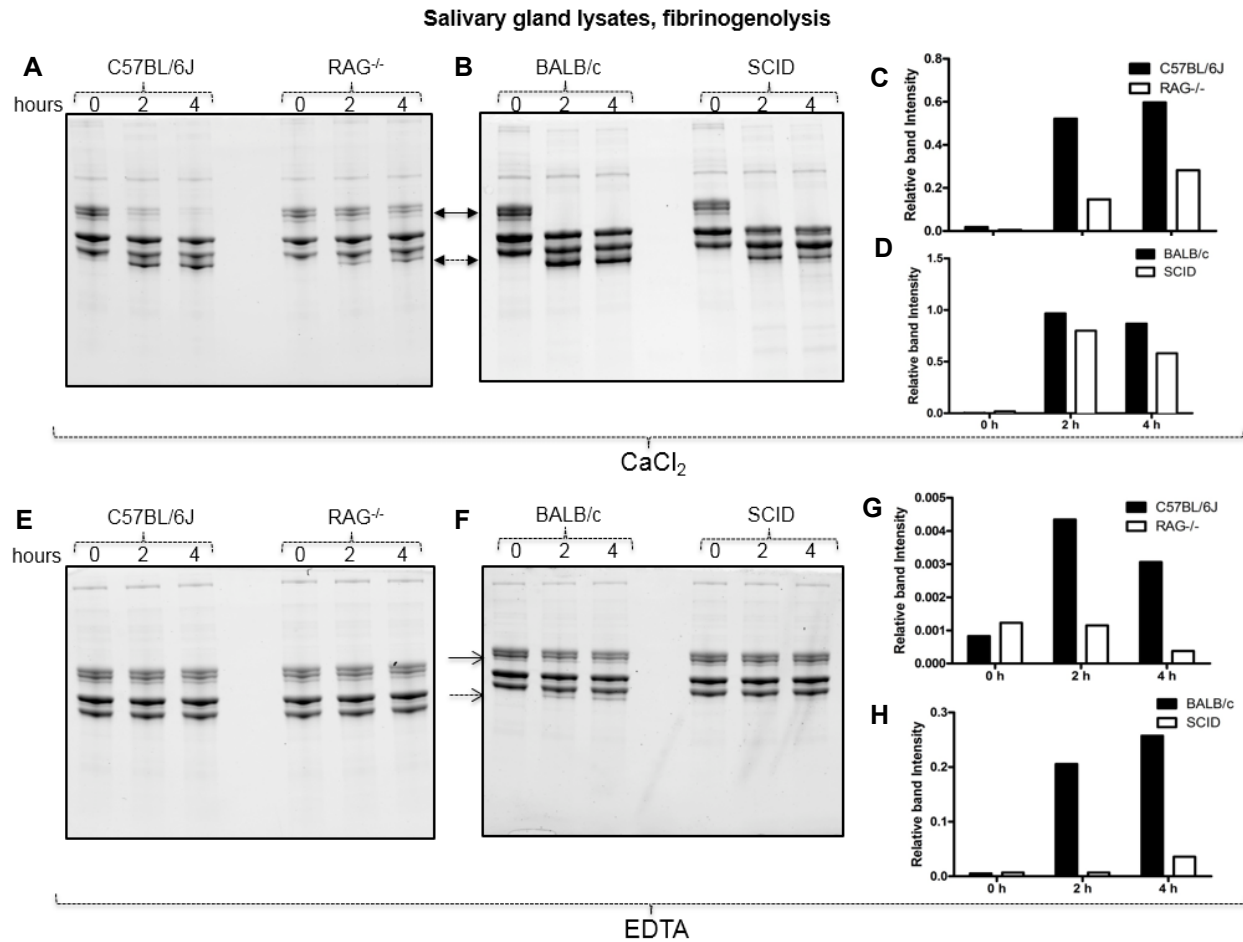 Salivary gland lysates, fibrinogenolysis
A
C57BL/6J
RAG-/-
hours
0 2 4
0 2 4
B
BALB/c
SCID
0 2 4
0 2 4
C
Relative band Intensity
0.8
0.6
0.4
0.2
0.0
C57BL/6J
RAG-/-
D
Relative band Intensity
1.5
1.0
0.5
0.0
BALB/c
SCID
0 h 2 h 4 h
CaCl2
E
C57BL/6J
RAG-/-
hours
0 2 4
0 2 4
F
BALB/c
SCID
0 2 4
0 2 4
G
Relative band Intensity
0.005
0.004
0.003
0.002
0.001
0.000
C57BL/6J
RAG-/-
0 h 2 h 4 h
H
Relative band Intensity
0.3
0.2
0.1
0.0
BALB/c
SCID
0 h 2 h 4 h
EDTA